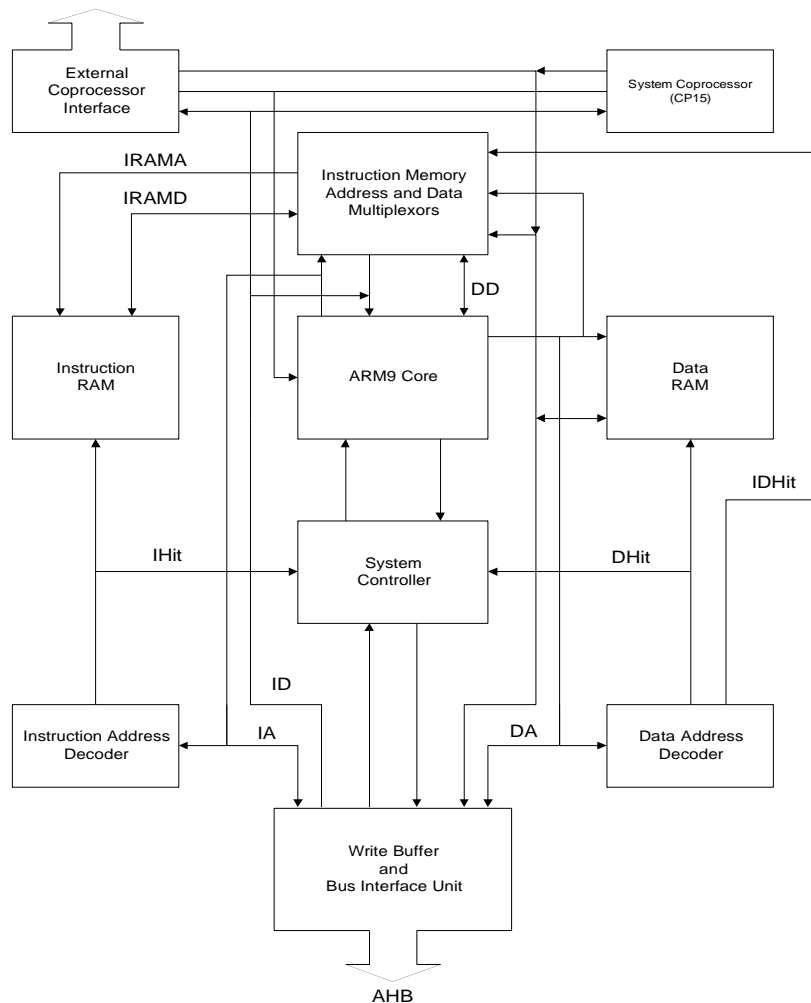 External
Coprocessor
Interface
System Coprocessor
(CP15)
IRAMA
IRAMD
Instruction Memory
Address and Data
Multiplexors
DD
Instruction
RAM
ARM9 Core
Data
RAM
IDHit
IHit
System
Controller
DHit
ID
IA
DA
Instruction Address
Decoder
Data Address
Decoder
Write Buffer
and
Bus Interface Unit
AHB